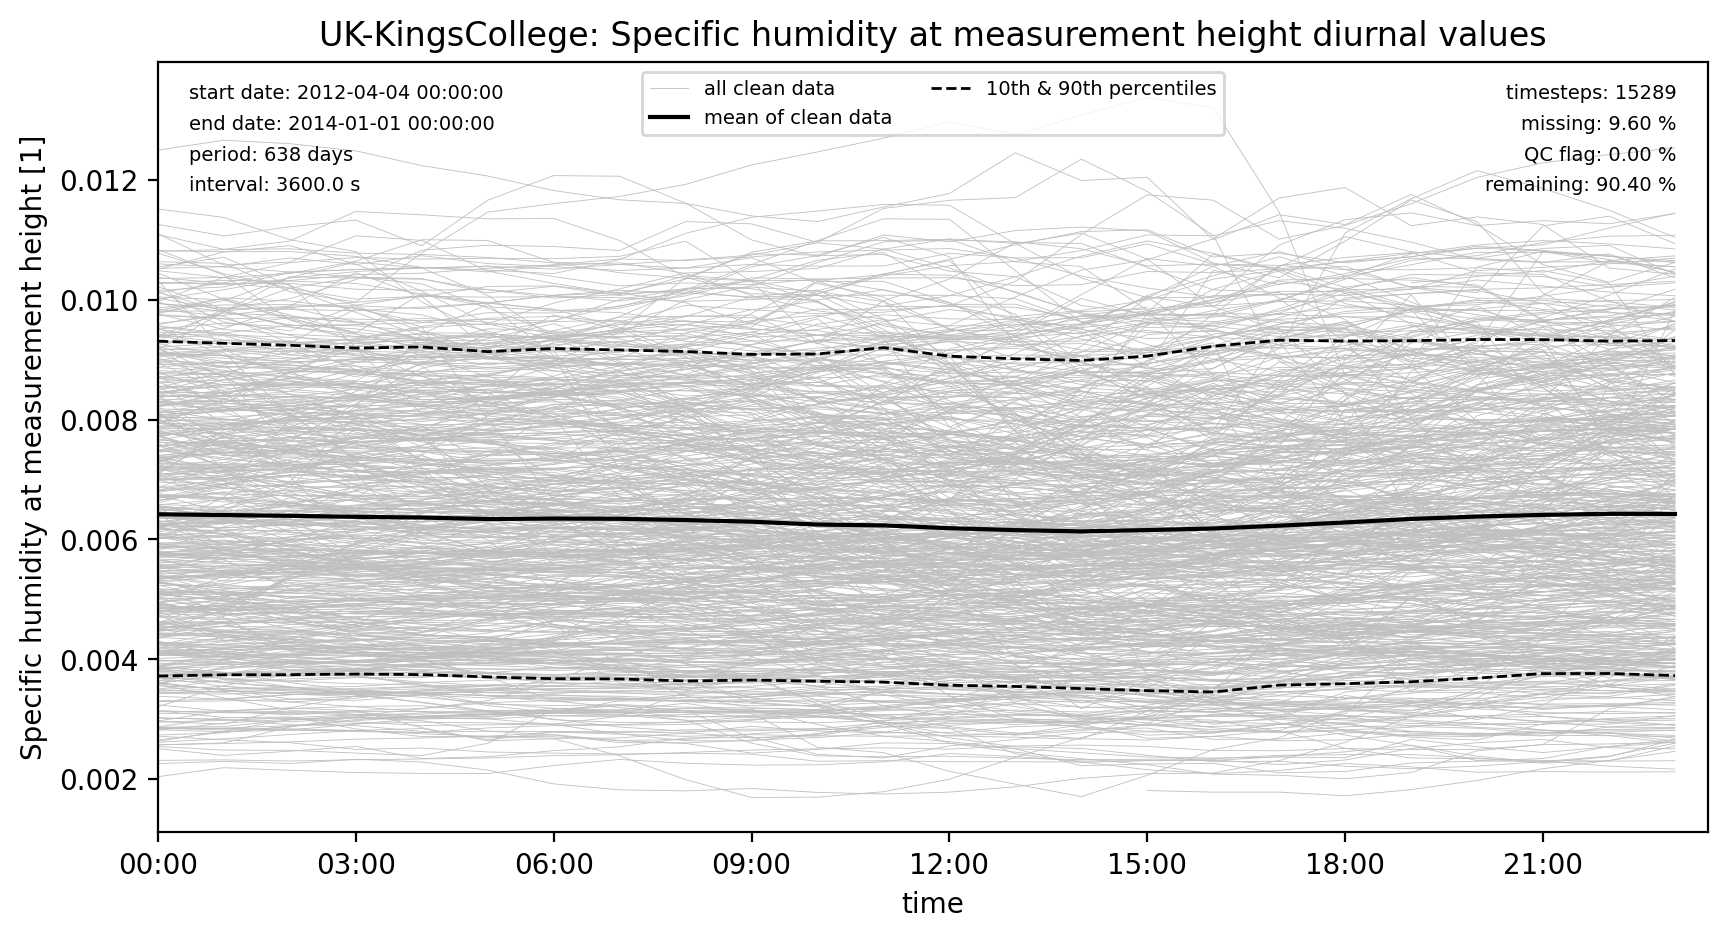 UK-KingsCollege: Specific humidity at measurement height diurnal values
start date: 2012-04-04 00:00:00
end date: 2014-01-01 00:00:00
period: 638 days
interval: 3600.0 s
all clean data
mean of clean data
10th & 90th percentiles
timesteps: 15289
missing: 9.60 %
QC flag: 0.00 %
remaining: 90.40 %
Specific humidity at measurement height [1]
0.012
0.010
0.008
0.006
0.004
0.002
00:00
03:00
06:00
09:00
12:00
15:00
18:00
21:00
time